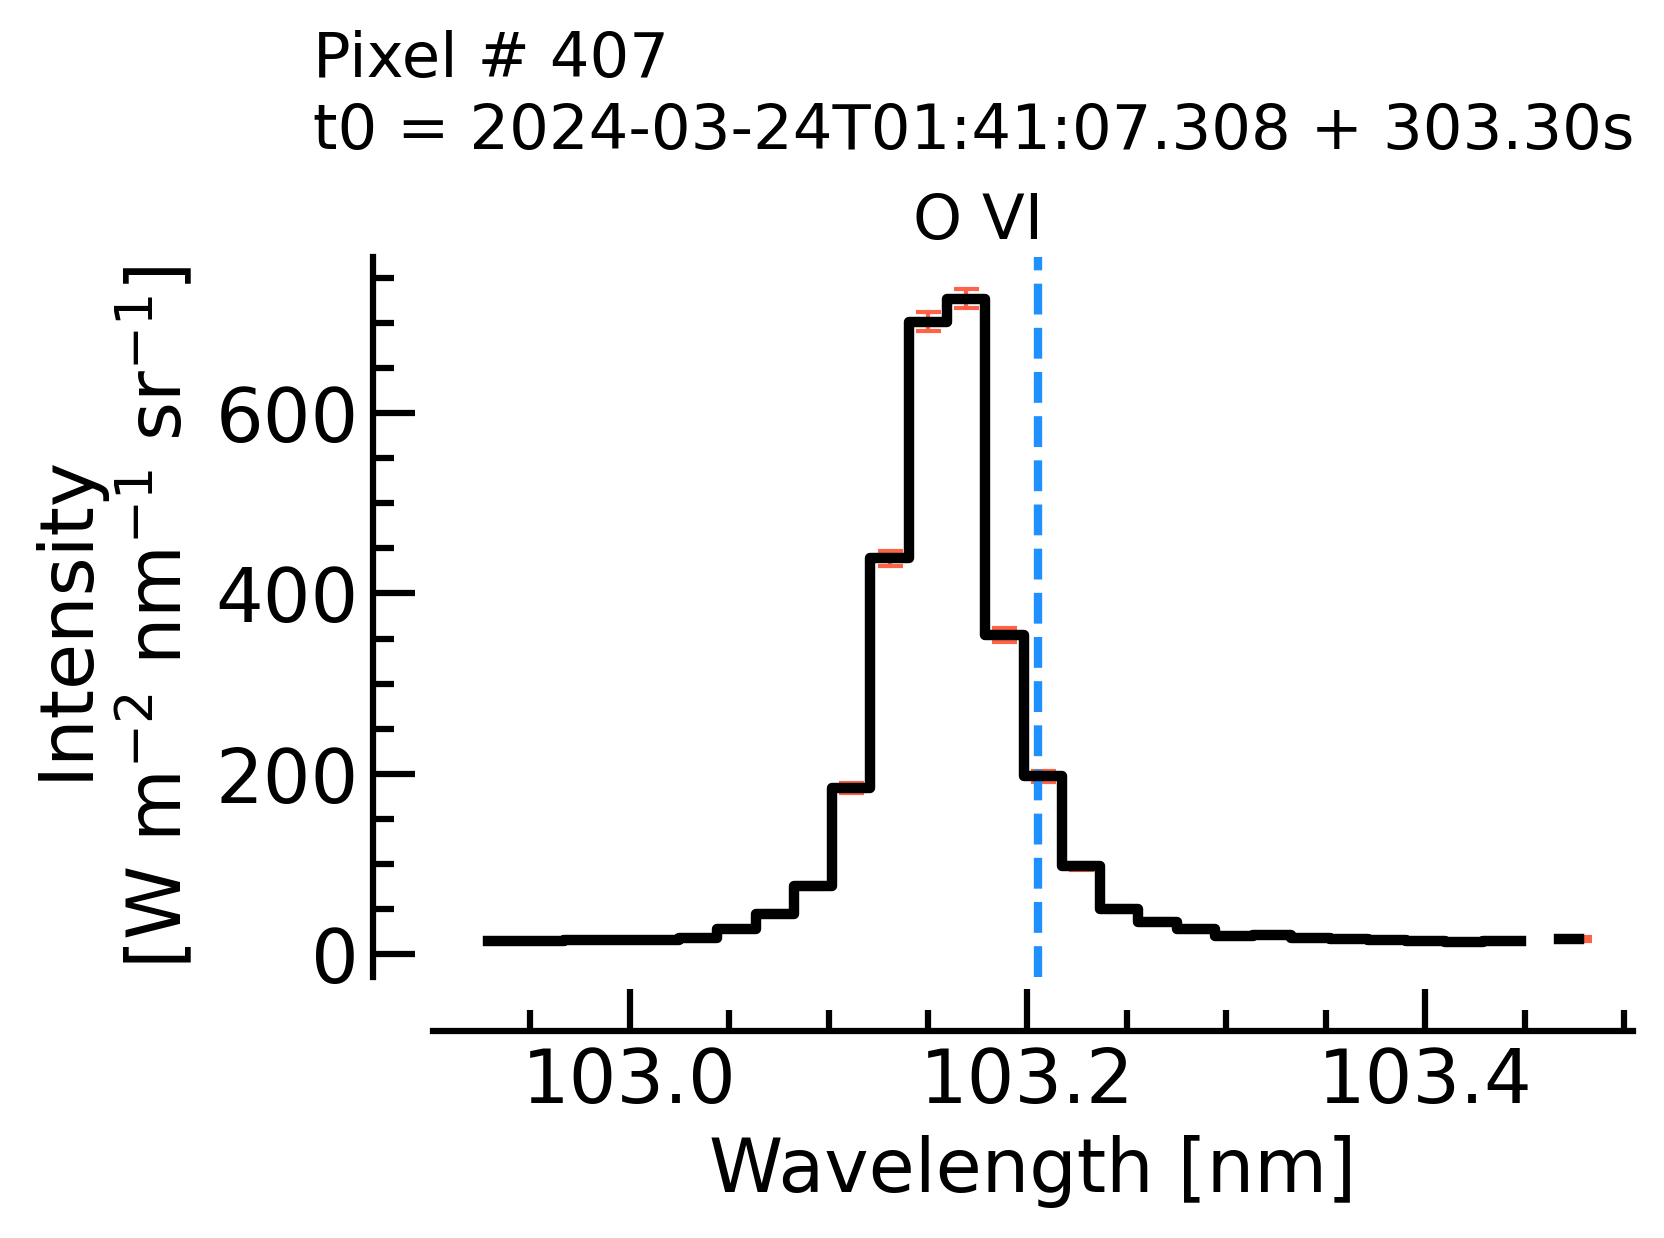 Pixel # 407
t0 = 2024-03-24T01:41:07.308 + 303.30s
O VI
Intensity
[W m⁻² nm⁻¹ sr⁻¹]
600
400
200
0
103.0 103.2 103.4
Wavelength [nm]